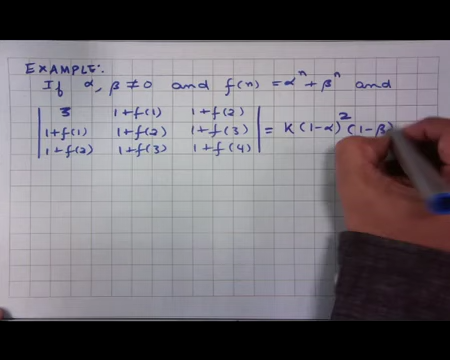 EXAMPLE:.
If α, β ≠ 0 and f(n) = αⁿ + βⁿ and
| 3 1+f(1) 1+f(2) |
| 1+f(1) 1+f(2) 1+f(3) | = K (1-α)² (1-β)
| 1+f(2) 1+f(3) 1+f(4) |